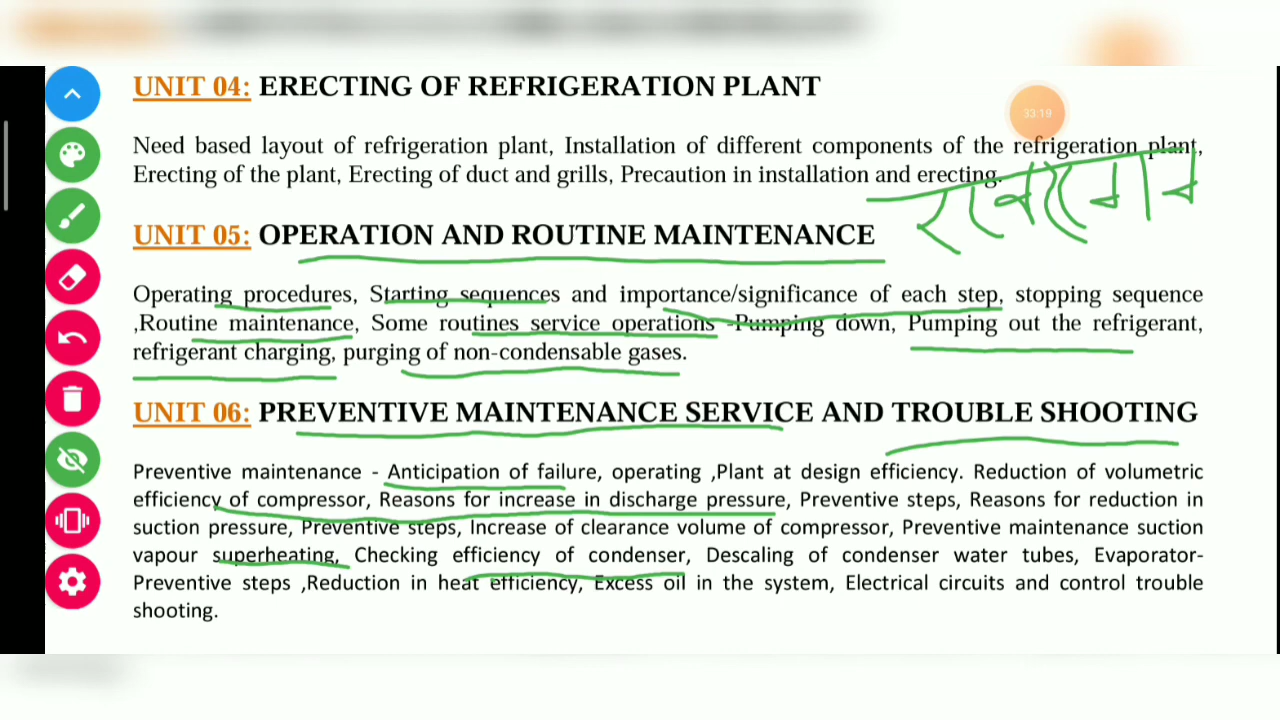 UNIT 04: ERECTING OF REFRIGERATION PLANT
33:19
Need based layout of refrigeration plant, Installation of different components of the refrigeration plant,
Erecting of the plant, Erecting of duct and grills, Precaution in installation and erecting.
UNIT 05: OPERATION AND ROUTINE MAINTENANCE
Operating procedures, Starting sequences and importance/significance of each step, stopping sequence
,Routine maintenance, Some routines service operations -Pumping down, Pumping out the refrigerant,
refrigerant charging, purging of non-condensable gases.
UNIT 06: PREVENTIVE MAINTENANCE SERVICE AND TROUBLE SHOOTING
Preventive maintenance - Anticipation of failure, operating ,Plant at design efficiency. Reduction of volumetric
efficiency of compressor, Reasons for increase in discharge pressure, Preventive steps, Reasons for reduction in
suction pressure, Preventive steps, Increase of clearance volume of compressor, Preventive maintenance suction
vapour superheating, Checking efficiency of condenser, Descaling of condenser water tubes, Evaporator-
Preventive steps ,Reduction in heat efficiency, Excess oil in the system, Electrical circuits and control trouble
shooting.